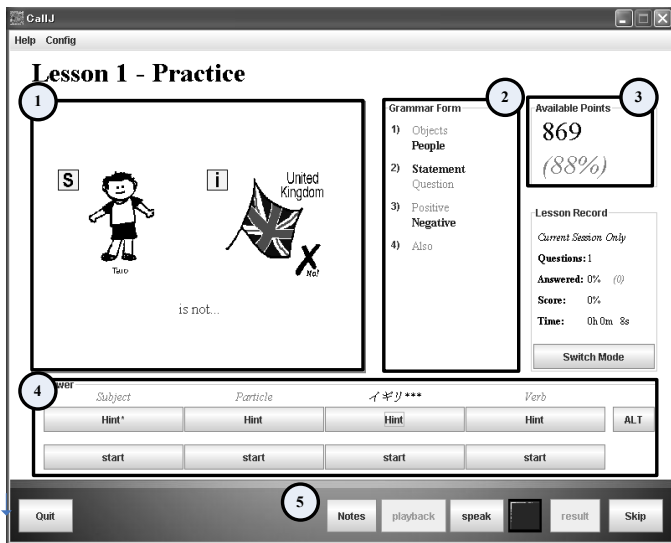 CallJ
Help Config
Lesson 1 - Practice
1
S
i
United
Kingdom
Taro
No!
is not...
2
Grammar Form
1) Objects
People
2) Statement
Question
3) Positive
Negative
4) Also
3
Available Points
869
(88%)
Lesson Record
Current Session Only
Questions: 1
Answered: 0% (0)
Score: 0%
Time: 0h 0m 8s
Switch Mode
4
wer
Subject Particle イギリ*** Verb
Hint* Hint Hint Hint ALT
start start start start
5
Quit Notes playback speak result Skip